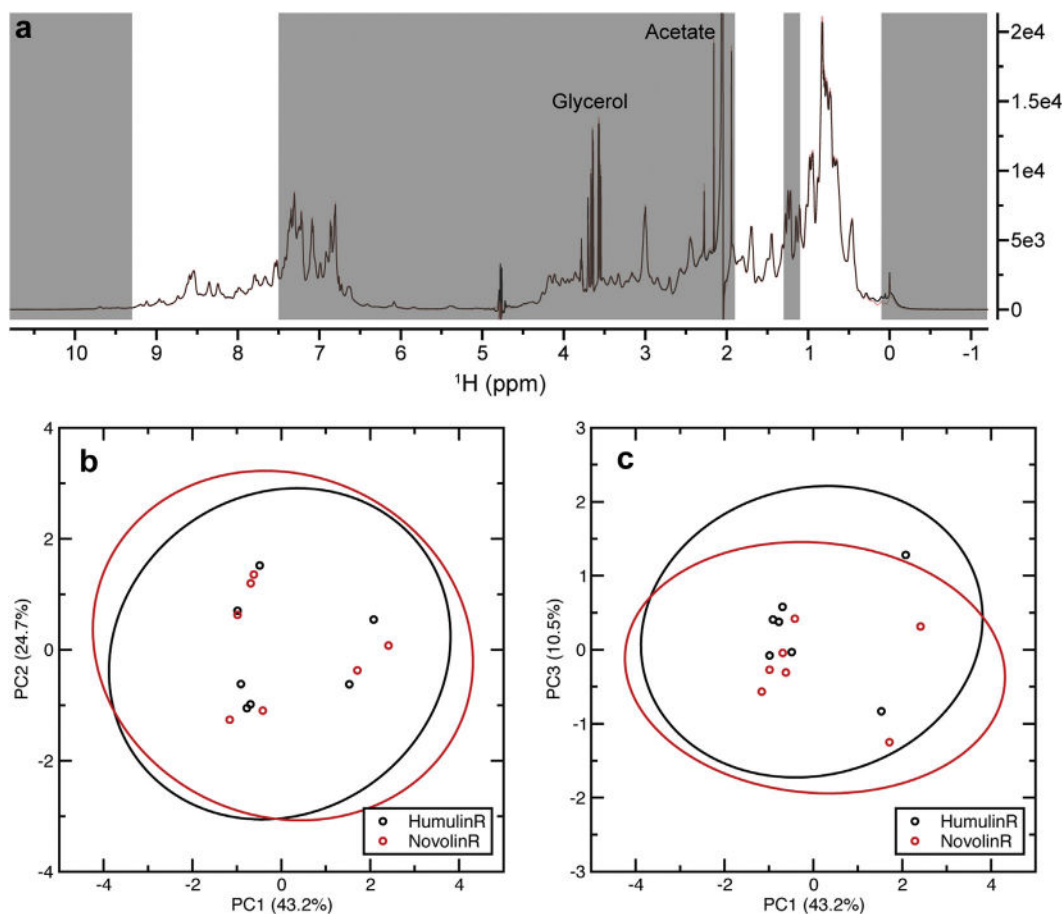 a
Acetate
Glycerol
2e4
1.5e4
1e4
5e3
0
10 9 8 7 6 5 4 3 2 1 0 -1
¹H (ppm)
b
4
2
0
-2
-4
PC2 (24.7%)
-4 -2 0 2 4
PC1 (43.2%)
HumulinR
NovolinR
c
3
2
1
0
-1
-2
-3
PC3 (10.5%)
-4 -2 0 2 4
PC1 (43.2%)
HumulinR
NovolinR